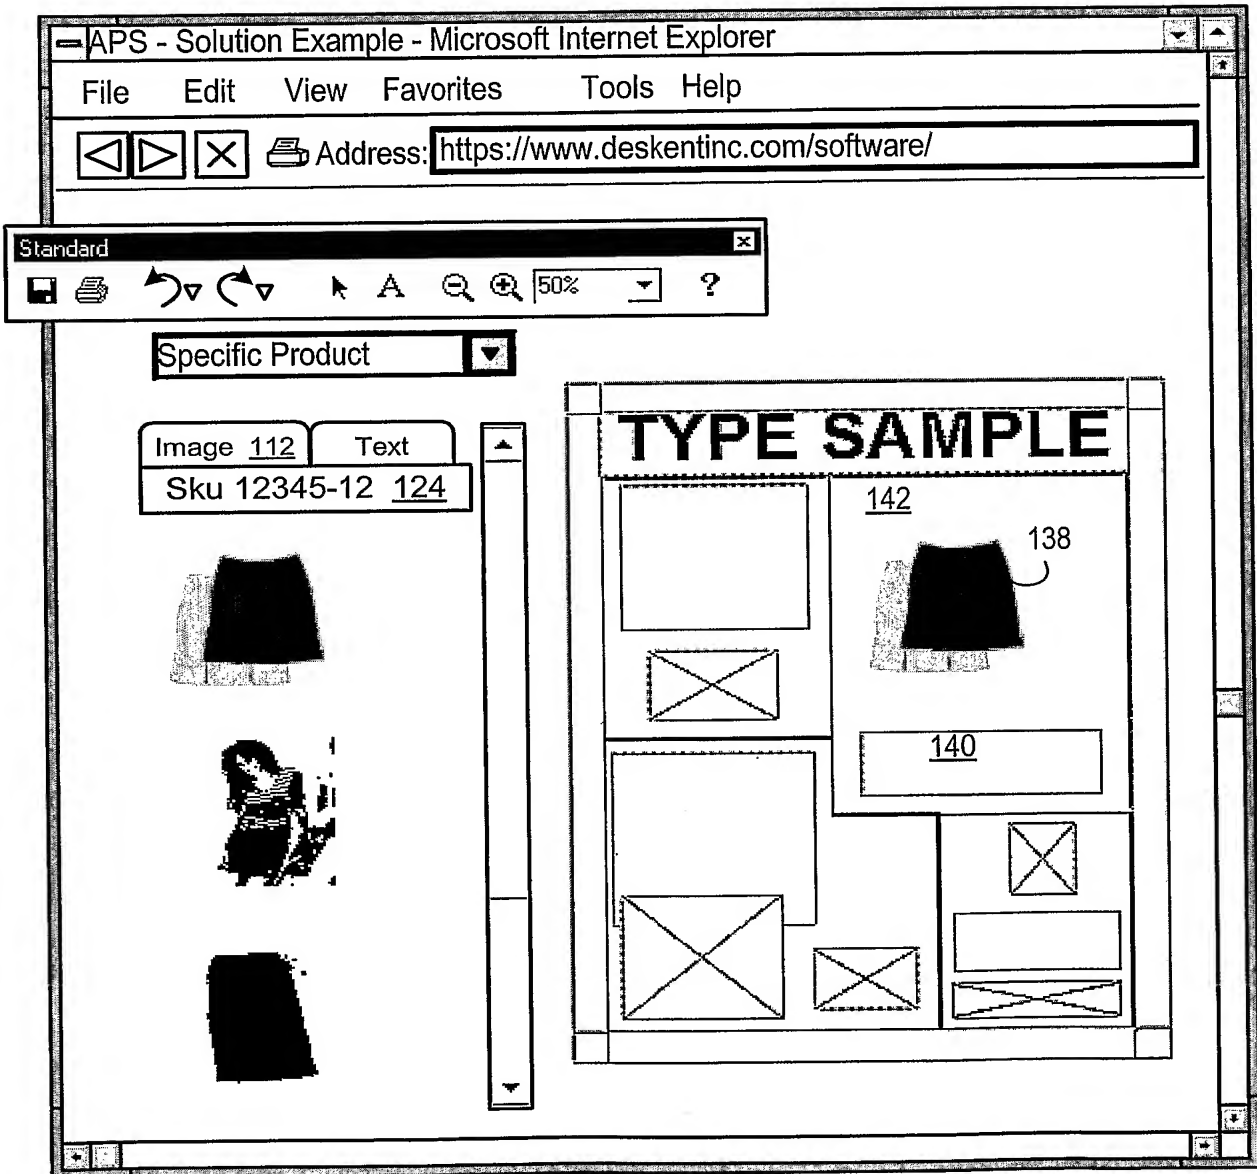 APS - Solution Example - Microsoft Internet Explorer
File Edit View Favorites Tools Help
Address: https://www.deskentinc.com/software/
Standard
A 50% ?
Specific Product
Image 112 Text
Sku 12345-12 124
TYPE SAMPLE
142
138
140